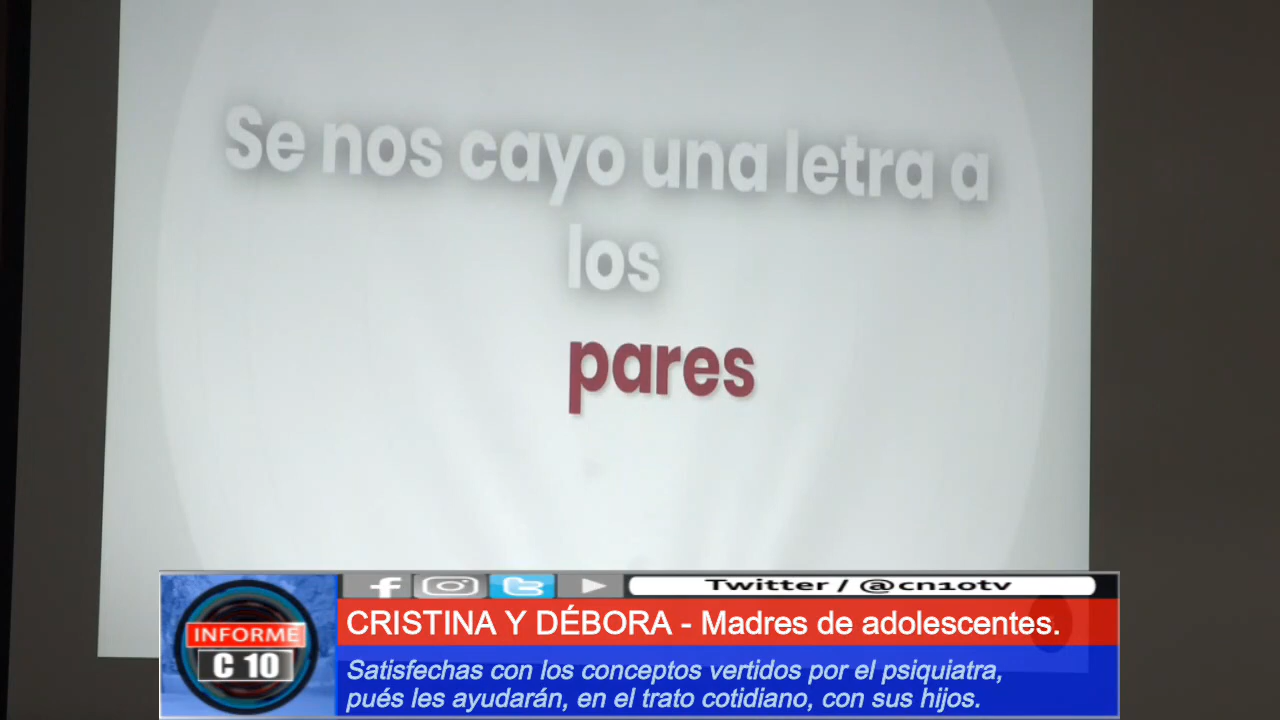 Se nos cayo una letra a
los
pares
Twitter / @cn10tv
INFORME
C 10
CRISTINA Y DÉBORA - Madres de adolescentes.
Satisfechas con los conceptos vertidos por el psiquiatra,
pués les ayudarán, en el trato cotidiano, con sus hijos.